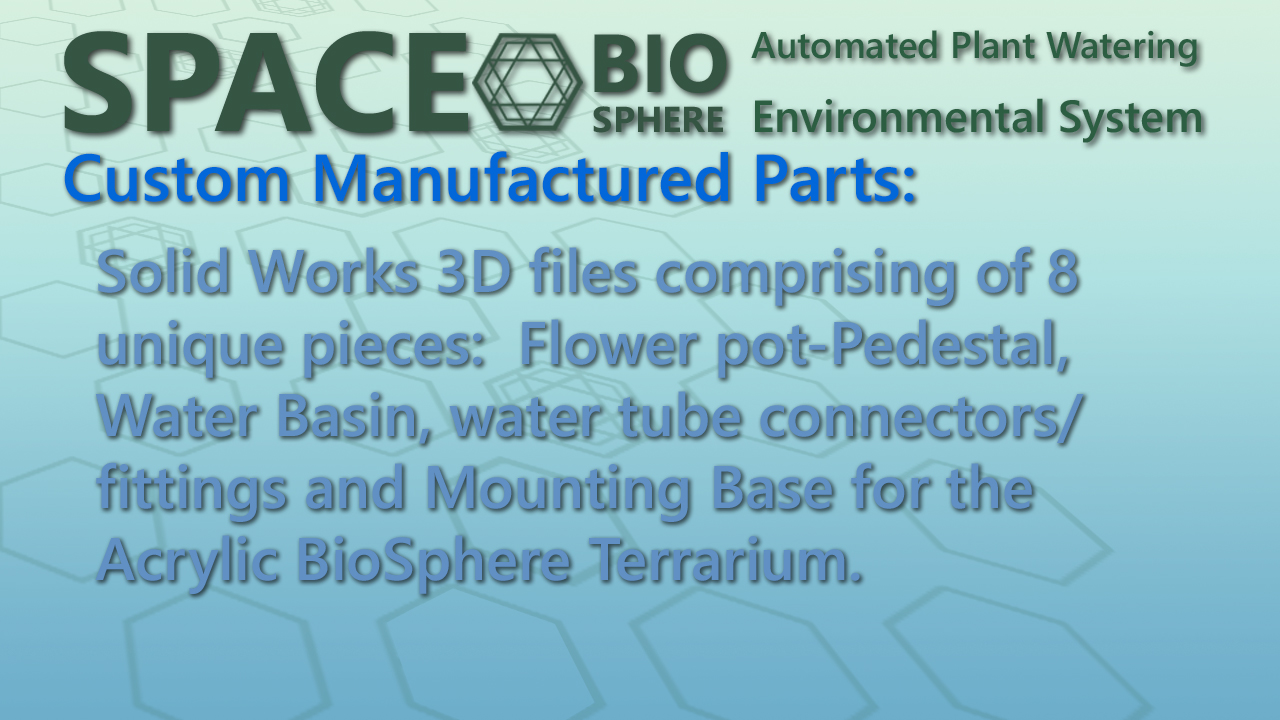 SPACE BIO SPHERE
Automated Plant Watering
Environmental System
Custom Manufactured Parts:
Solid Works 3D files comprising of 8
unique pieces:  Flower pot-Pedestal,
Water Basin, water tube connectors/
fittings and Mounting Base for the
Acrylic BioSphere Terrarium.